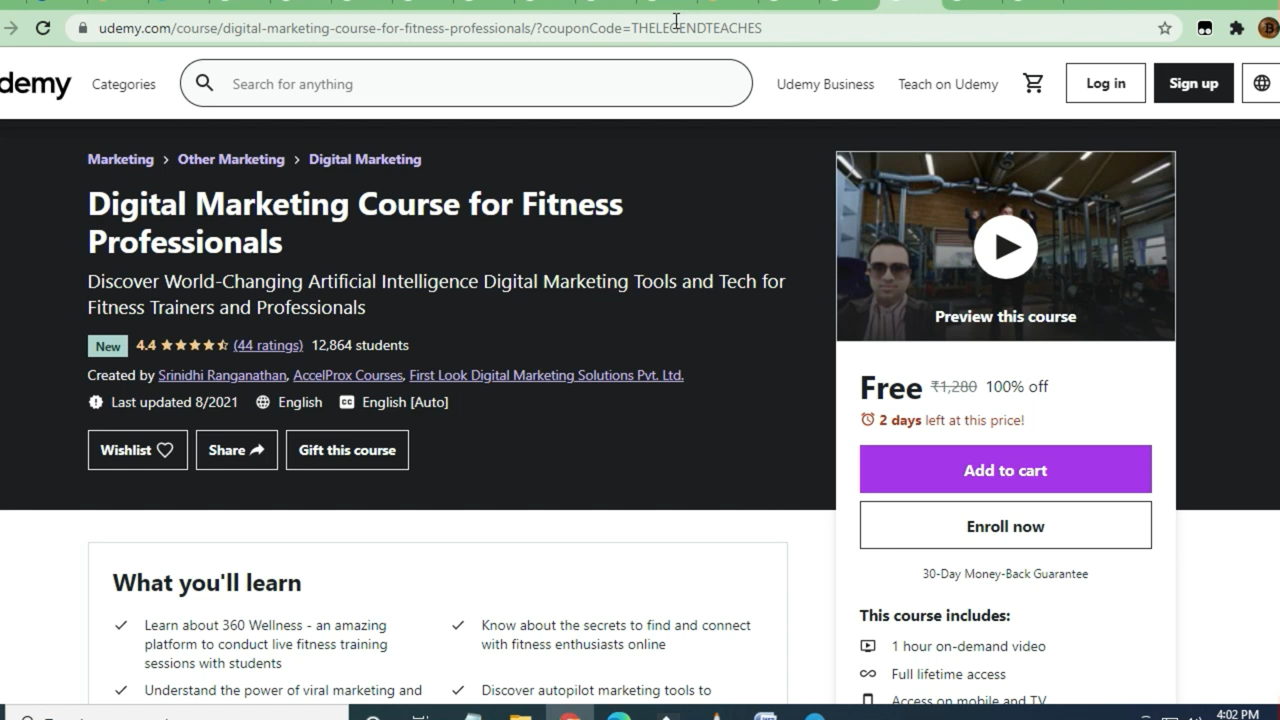 udemy.com/course/digital-marketing-course-for-fitness-professionals/?couponCode=THELEGENDTEACHES
demy
Categories
Search for anything
Udemy Business
Teach on Udemy
Log in
Sign up
Marketing > Other Marketing > Digital Marketing
Digital Marketing Course for Fitness
Professionals
Discover World-Changing Artificial Intelligence Digital Marketing Tools and Tech for
Fitness Trainers and Professionals
New 4.4 (44 ratings) 12,864 students
Created by Srinidhi Ranganathan, AccelProx Courses, First Look Digital Marketing Solutions Pvt. Ltd.
Last updated 8/2021 English CC English [Auto]
Wishlist
Share
Gift this course
Preview this course
Free ₹1,280 100% off
2 days left at this price!
Add to cart
Enroll now
30-Day Money-Back Guarantee
This course includes:
1 hour on-demand video
Full lifetime access
Access on mobile and TV
What you'll learn
Learn about 360 Wellness - an amazing
platform to conduct live fitness training
sessions with students
Know about the secrets to find and connect
with fitness enthusiasts online
Understand the power of viral marketing and
Discover autopilot marketing tools to
4:02 PM